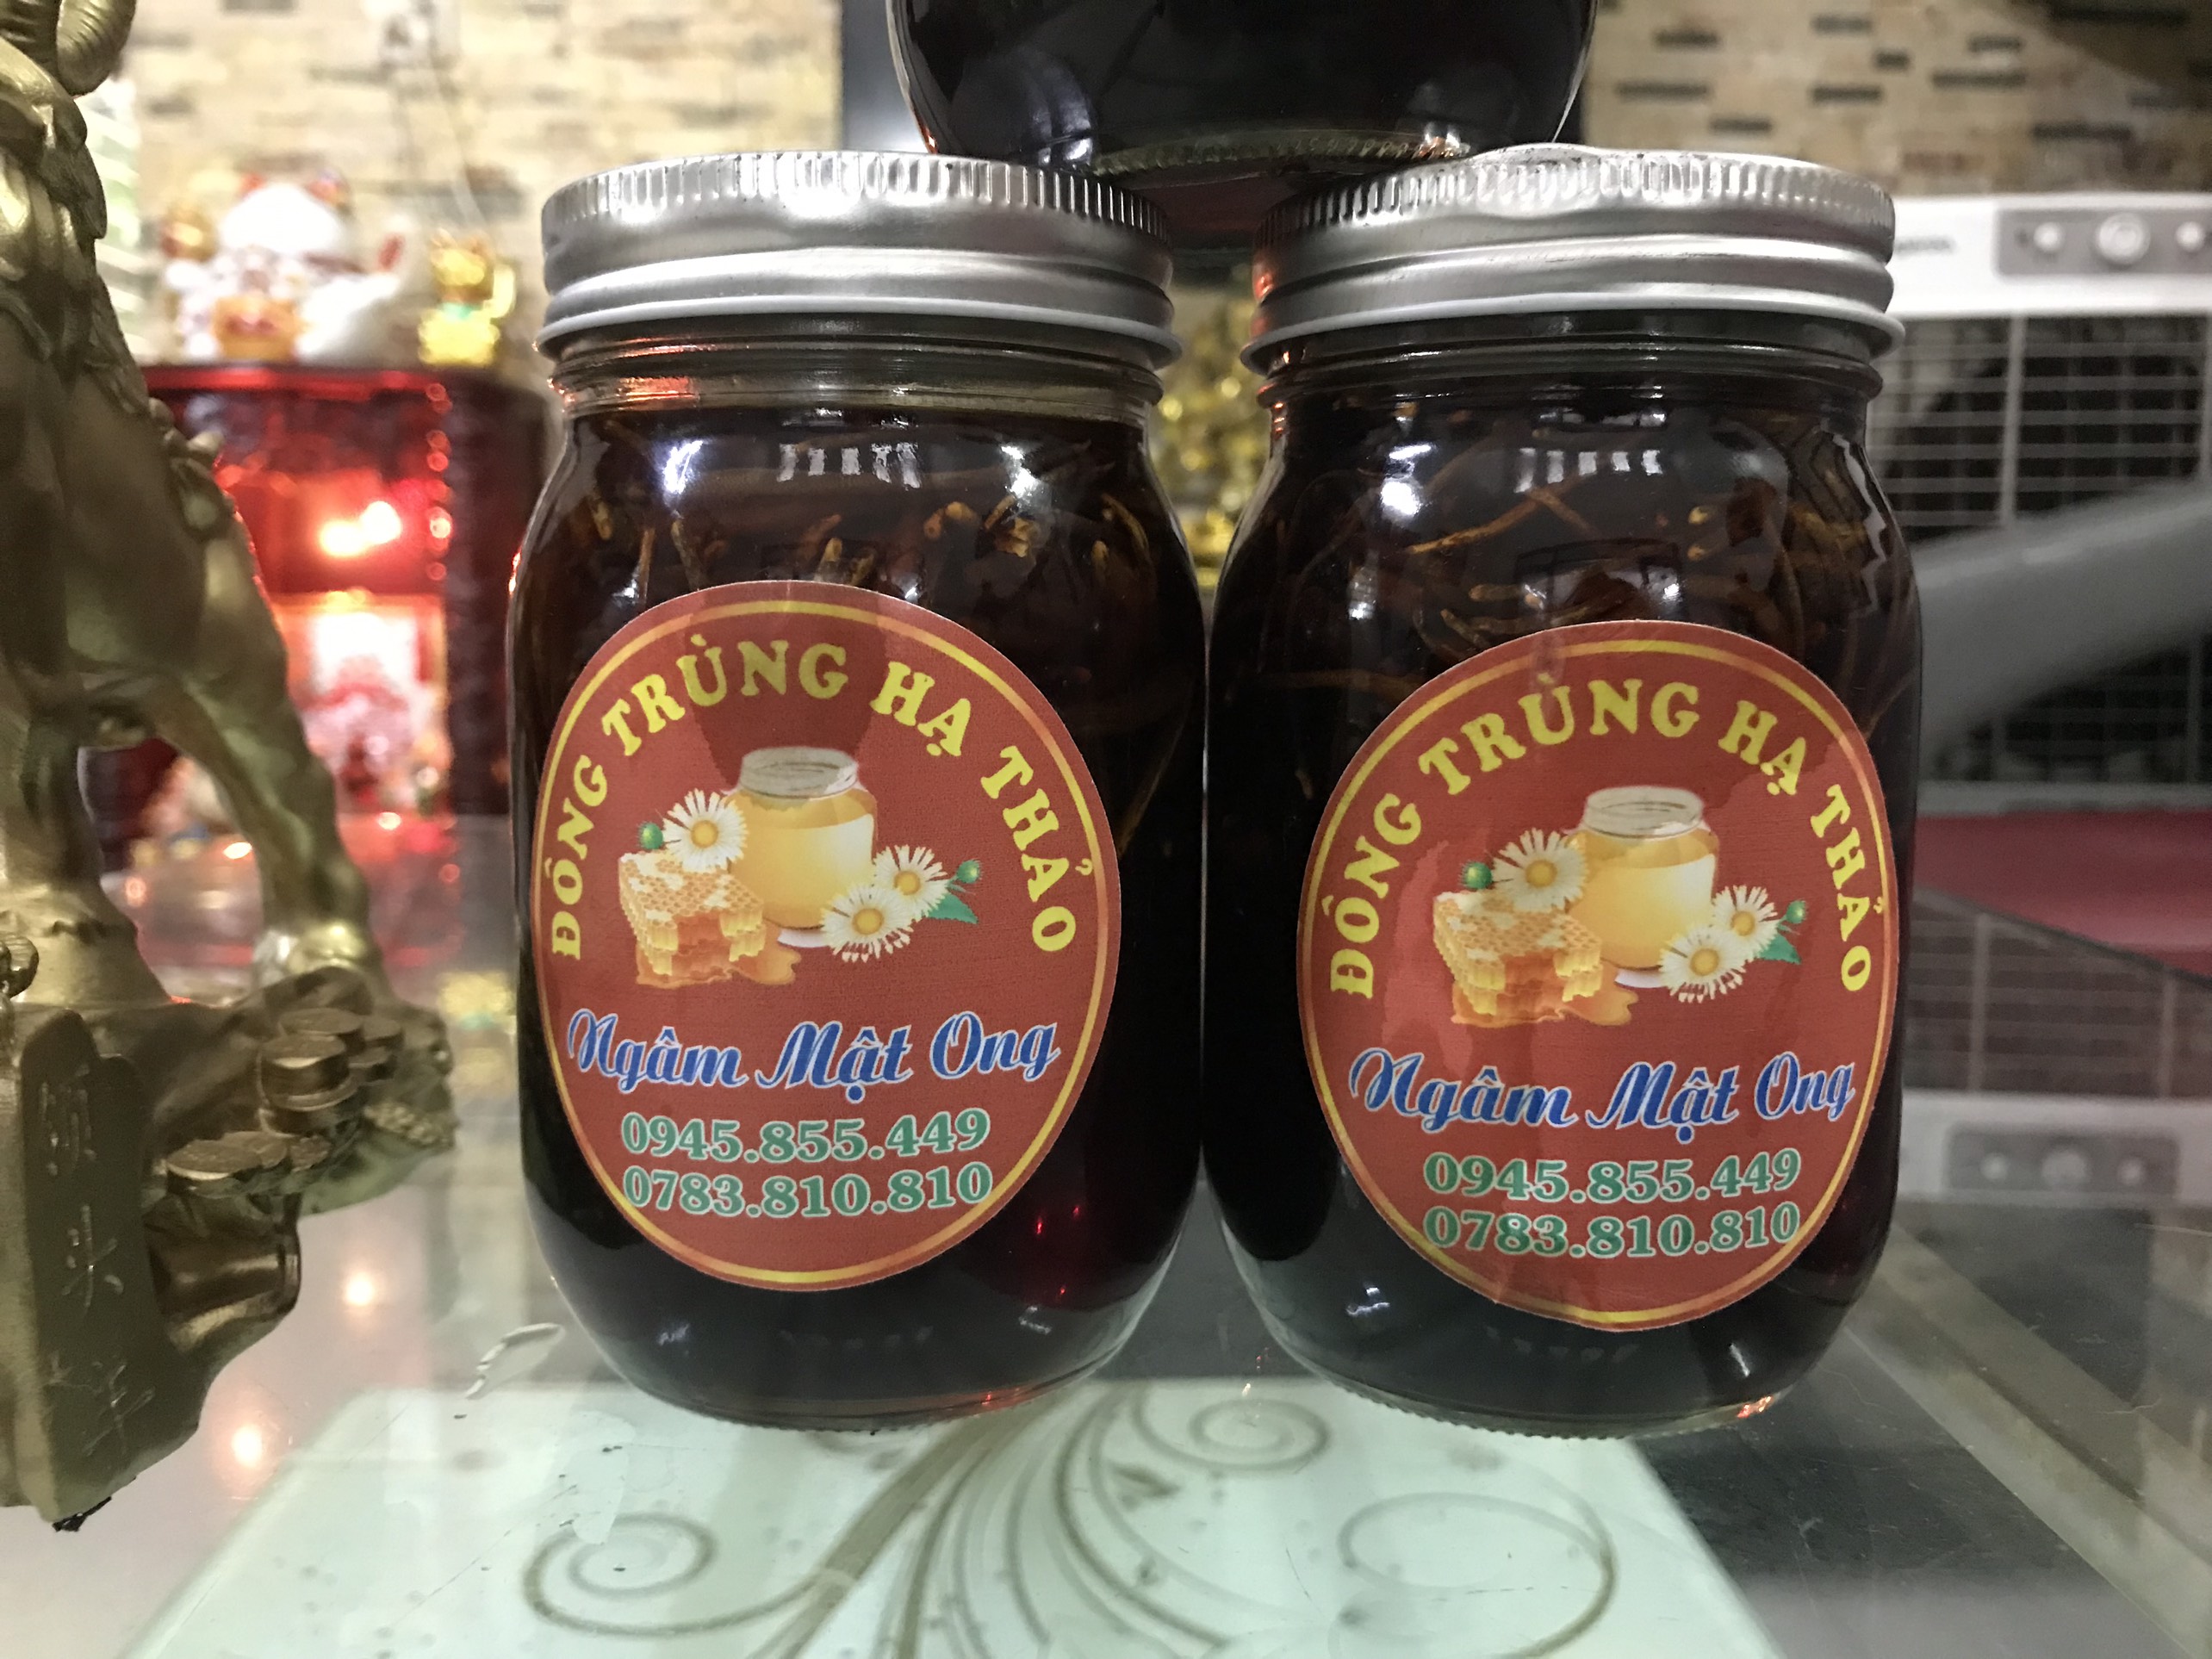 ĐÔNG TRÙNG HẠ THẢO
Ngâm Mật Ong
0945.855.449
0783.810.810
ĐÔNG TRÙNG HẠ THẢO
Ngâm Mật Ong
0945.855.449
0783.810.810